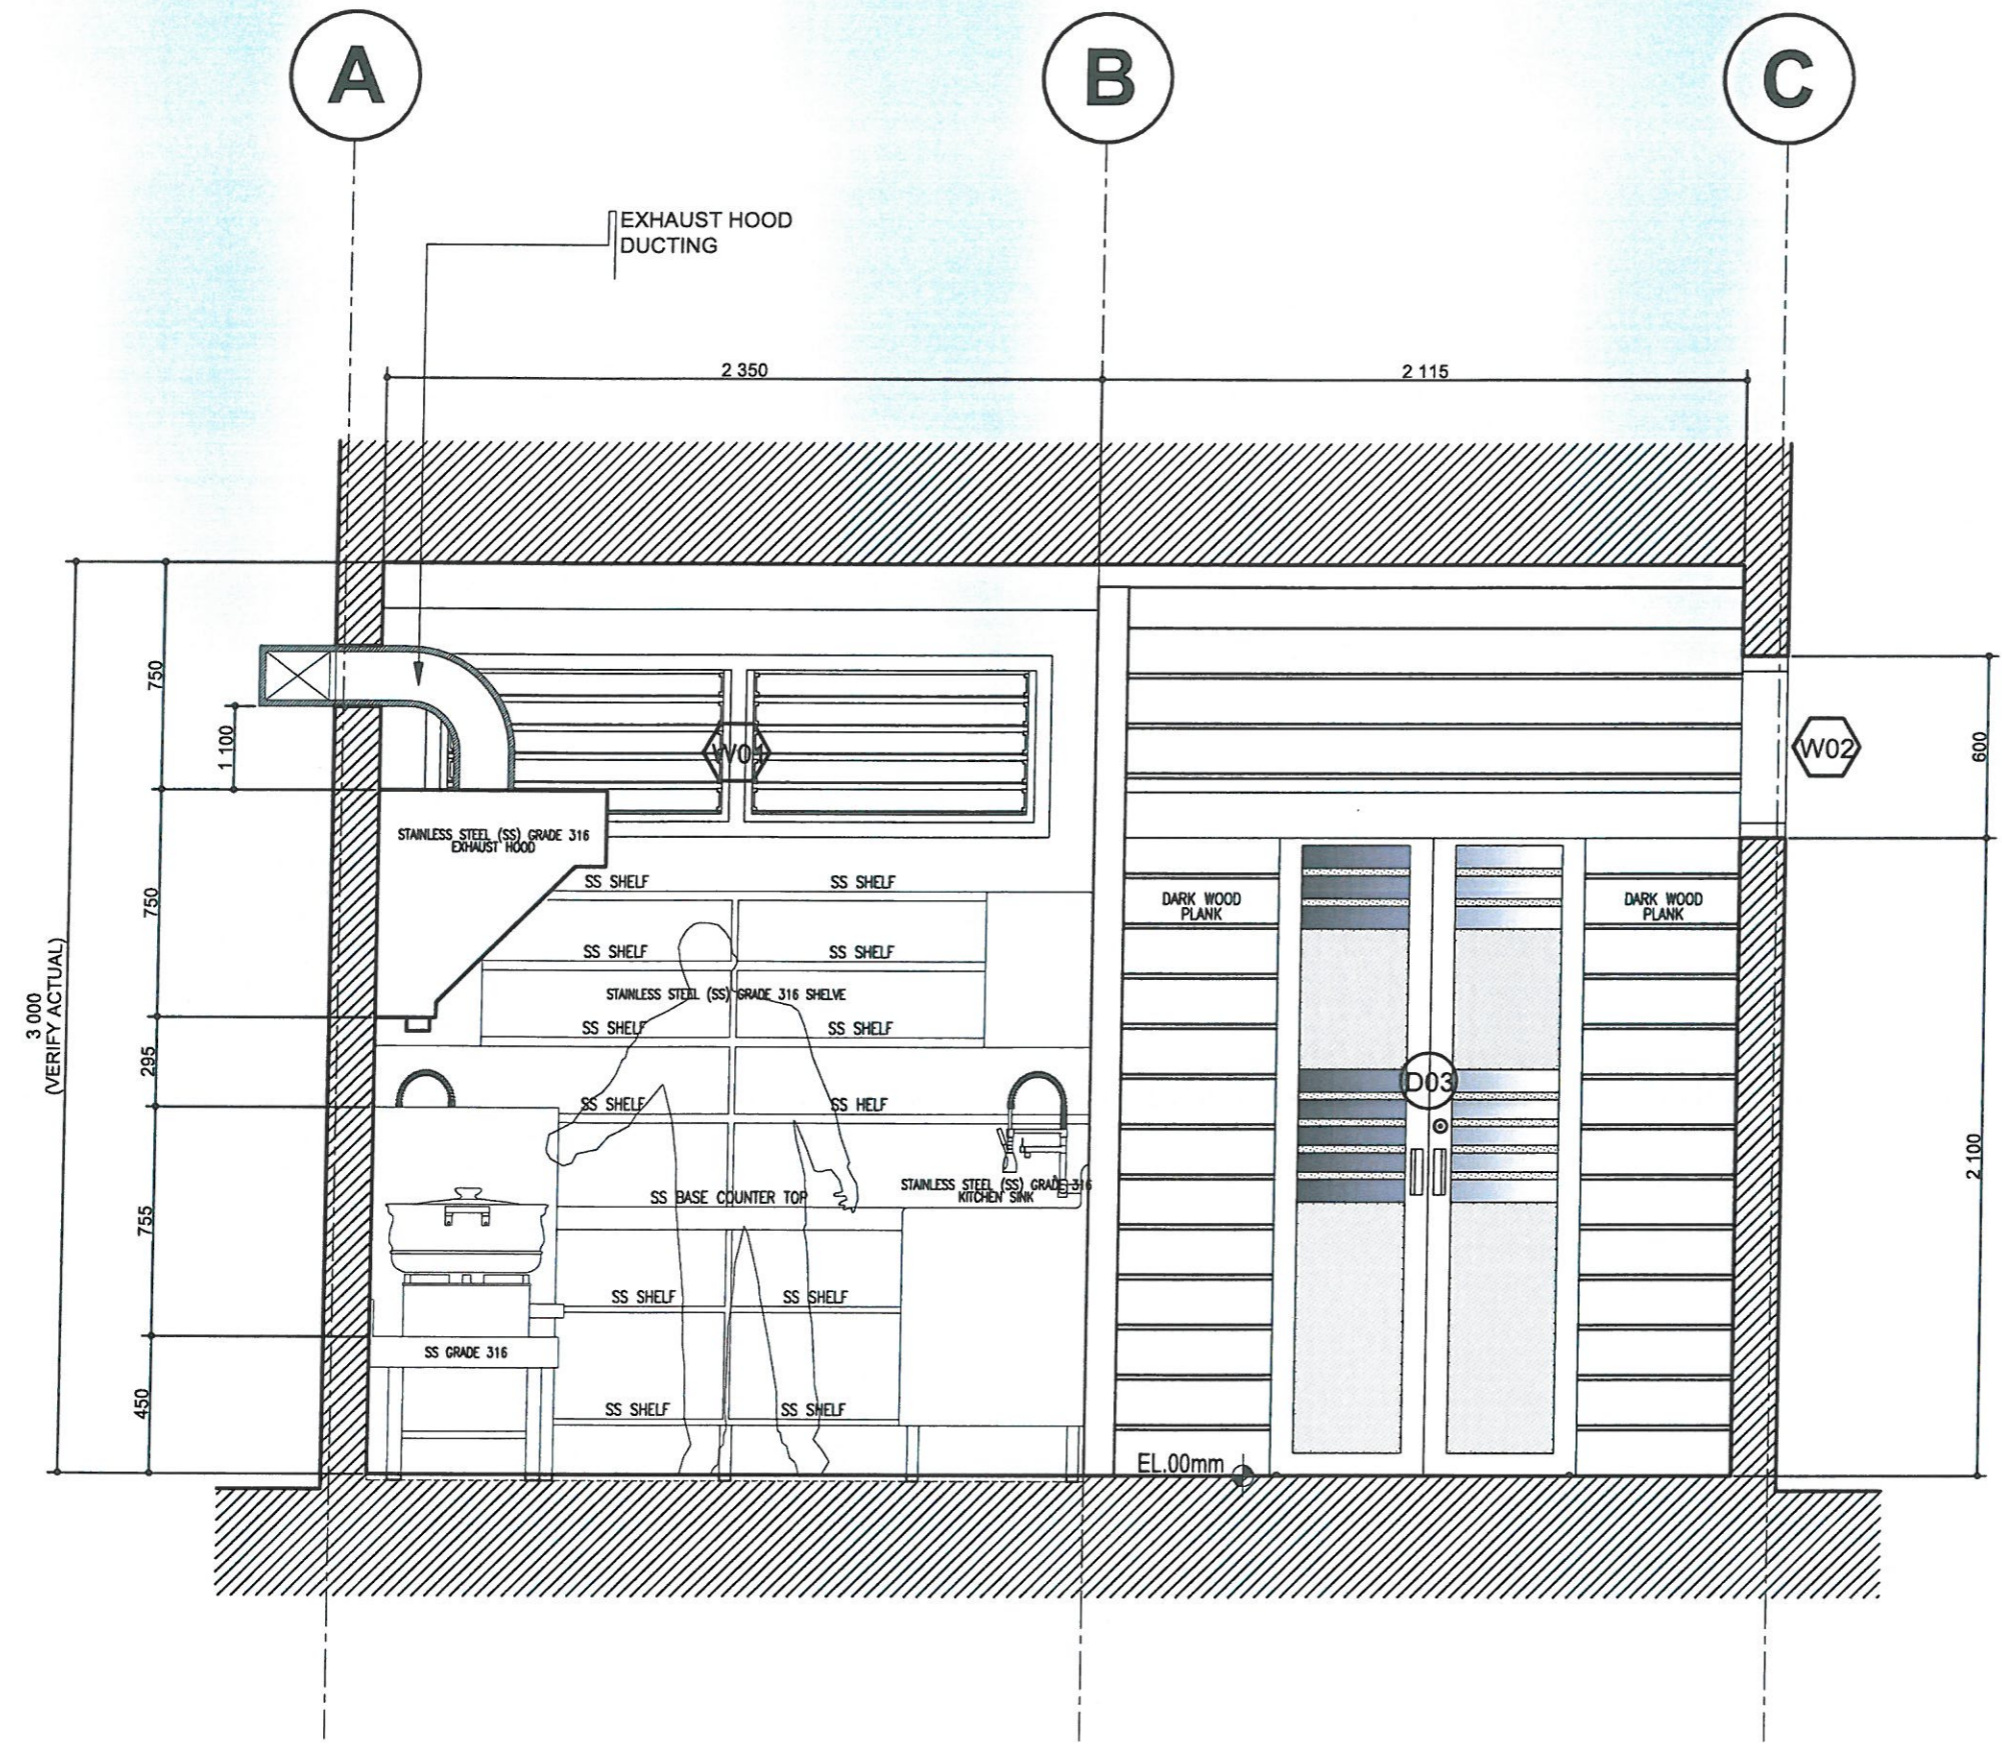 A
B
C
EXHAUST HOOD
DUCTING
2 350
2 115
750
1 100
W01
W02
600
STAINLESS STEEL (SS) GRADE 316
EXHAUST HOOD
SS SHELF
SS SHELF
DARK WOOD
PLANK
DARK WOOD
PLANK
750
SS SHELF
SS SHELF
STAINLESS STEEL (SS) GRADE 316 SHELVE
3 000
(VERIFY ACTUAL)
SS SHELF
SS SHELF
295
D03
SS SHELF
SS HELF
2 100
STAINLESS STEEL (SS) GRADE 316
KITCHEN SINK
SS BASE COUNTER TOP
755
SS SHELF
SS SHELF
SS GRADE 316
450
SS SHELF
SS SHELF
EL.00mm